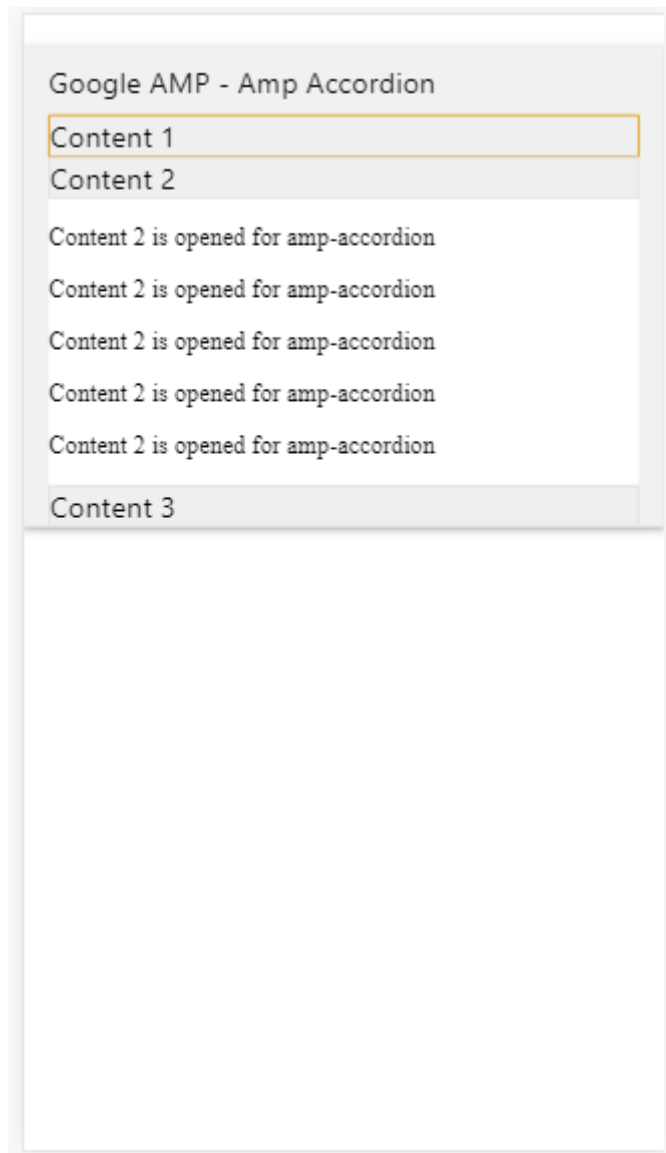 Google AMP - Amp Accordion
Content 1
Content 2
Content 2 is opened for amp-accordion
Content 2 is opened for amp-accordion
Content 2 is opened for amp-accordion
Content 2 is opened for amp-accordion
Content 2 is opened for amp-accordion
Content 3